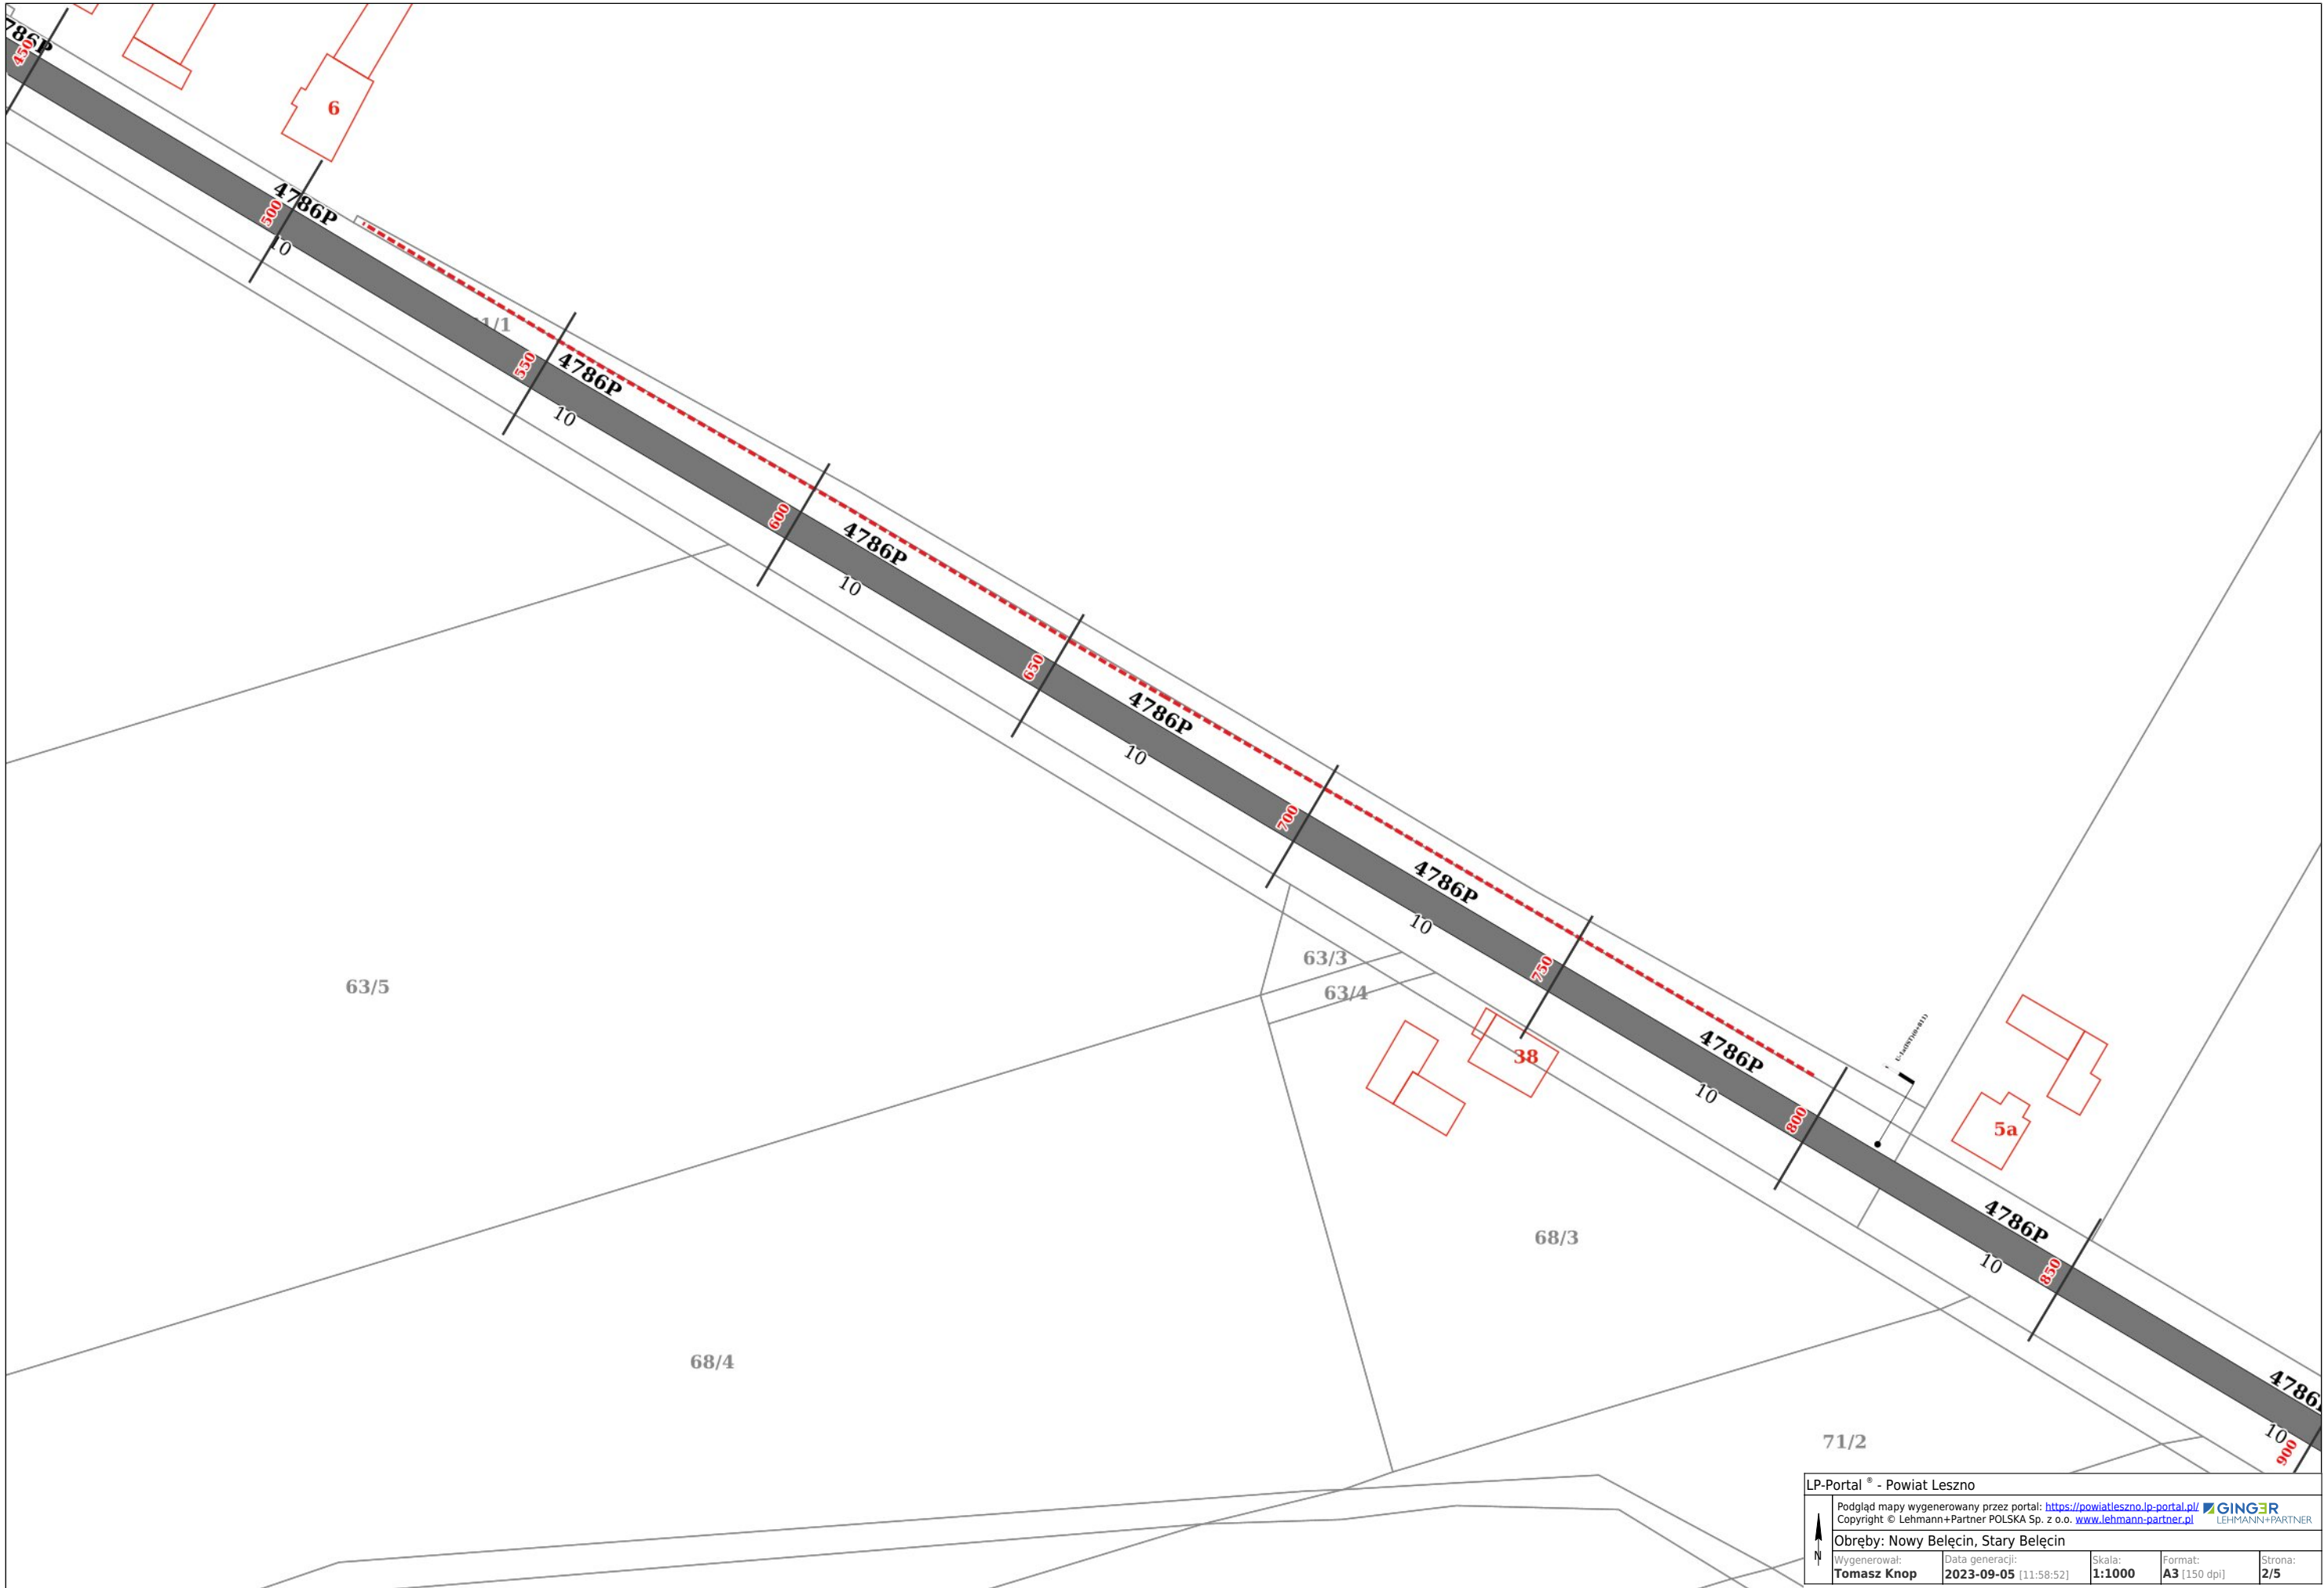 786P
450
6
4786P
500
10
1/1
4786P
550
10
4786P
600
10
4786P
650
10
4786P
700
10
63/3
63/4
63/5
4786P
750
10
38
4786P
800
10
5a
68/3
4786P
850
10
68/4
4786
10
900
71/2
LP-Portal ® - Powiat Leszno
Podgląd mapy wygenerowany przez portal: https://powiatleszno.lp-portal.pl/
Copyright © Lehmann+Partner POLSKA Sp. z o.o. www.lehmann-partner.pl
GINGER
LEHMANN+PARTNER
N
Obręby: Nowy Belęcin, Stary Belęcin
Wygenerował: Data generacji: Skala: Format: Strona:
Tomasz Knop 2023-09-05 [11:58:52] 1:1000 A3 [150 dpi] 2/5